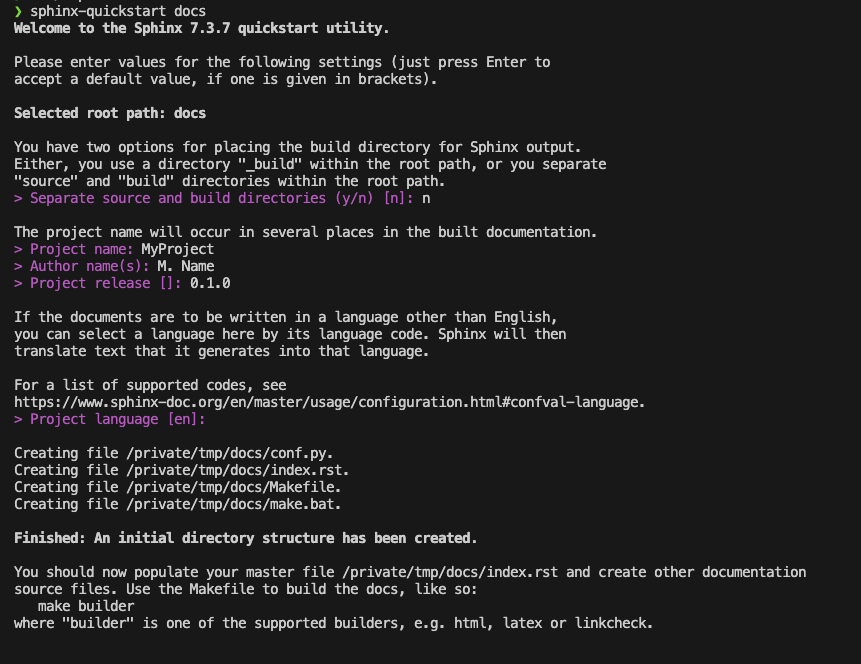 ❯ sphinx-quickstart docs
Welcome to the Sphinx 7.3.7 quickstart utility.
Please enter values for the following settings (just press Enter to
accept a default value, if one is given in brackets).
Selected root path: docs
You have two options for placing the build directory for Sphinx output.
Either, you use a directory "_build" within the root path, or you separate
"source" and "build" directories within the root path.
> Separate source and build directories (y/n) [n]: n
The project name will occur in several places in the built documentation.
> Project name: MyProject
> Author name(s): M. Name
> Project release []: 0.1.0
If the documents are to be written in a language other than English,
you can select a language here by its language code. Sphinx will then
translate text that it generates into that language.
For a list of supported codes, see
https://www.sphinx-doc.org/en/master/usage/configuration.html#confval-language.
> Project language [en]:
Creating file /private/tmp/docs/conf.py.
Creating file /private/tmp/docs/index.rst.
Creating file /private/tmp/docs/Makefile.
Creating file /private/tmp/docs/make.bat.
Finished: An initial directory structure has been created.
You should now populate your master file /private/tmp/docs/index.rst and create other documentation
source files. Use the Makefile to build the docs, like so:
make builder
where "builder" is one of the supported builders, e.g. html, latex or linkcheck.